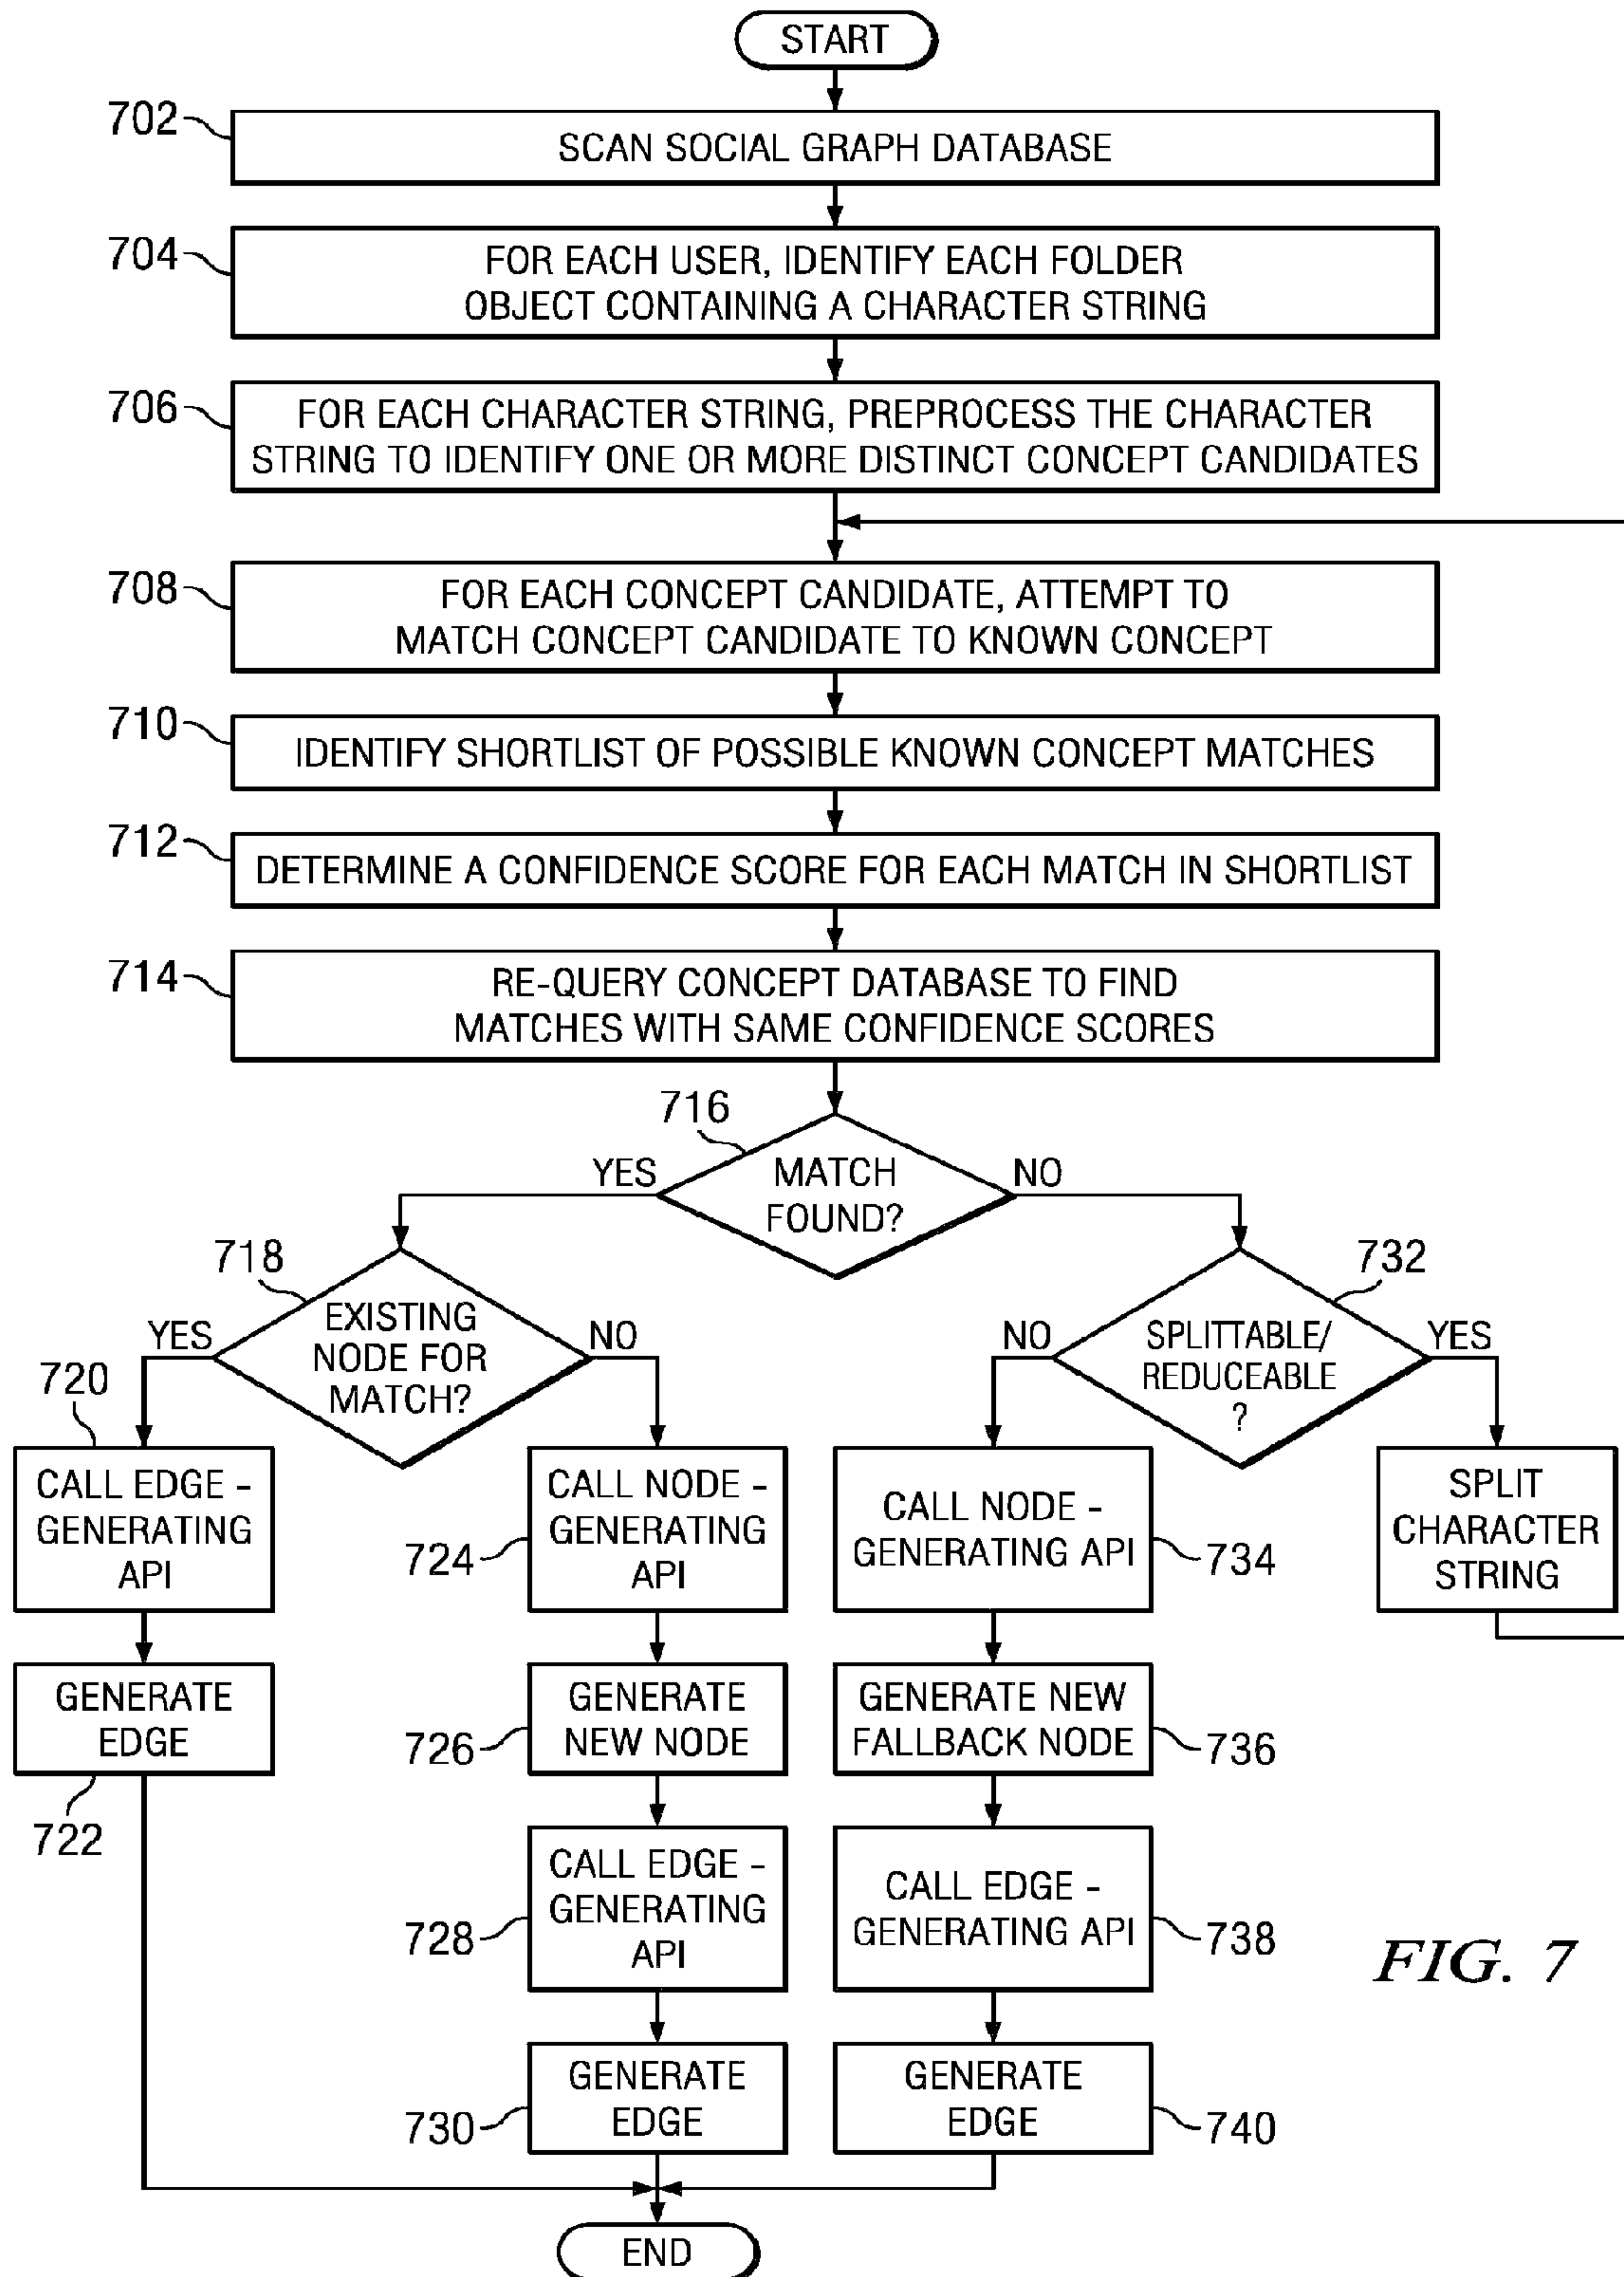 START
702
SCAN SOCIAL GRAPH DATABASE
704
FOR EACH USER, IDENTIFY EACH FOLDER
OBJECT CONTAINING A CHARACTER STRING
706
FOR EACH CHARACTER STRING, PREPROCESS THE CHARACTER
STRING TO IDENTIFY ONE OR MORE DISTINCT CONCEPT CANDIDATES
708
FOR EACH CONCEPT CANDIDATE, ATTEMPT TO
MATCH CONCEPT CANDIDATE TO KNOWN CONCEPT
710
IDENTIFY SHORTLIST OF POSSIBLE KNOWN CONCEPT MATCHES
712
DETERMINE A CONFIDENCE SCORE FOR EACH MATCH IN SHORTLIST
714
RE-QUERY CONCEPT DATABASE TO FIND
MATCHES WITH SAME CONFIDENCE SCORES
716
YES
MATCH
FOUND?
NO
718
YES
EXISTING
NODE FOR
MATCH?
NO
732
NO
SPLITTABLE/
REDUCEABLE
?
YES
720
CALL EDGE -
GENERATING
API
GENERATE
EDGE
722
CALL NODE -
GENERATING
API
724
GENERATE
NEW NODE
726
CALL EDGE -
GENERATING
API
728
GENERATE
EDGE
730
CALL NODE -
GENERATING API
734
GENERATE NEW
FALLBACK NODE
736
CALL EDGE -
GENERATING API
738
GENERATE
EDGE
740
SPLIT
CHARACTER
STRING
FIG. 7
END